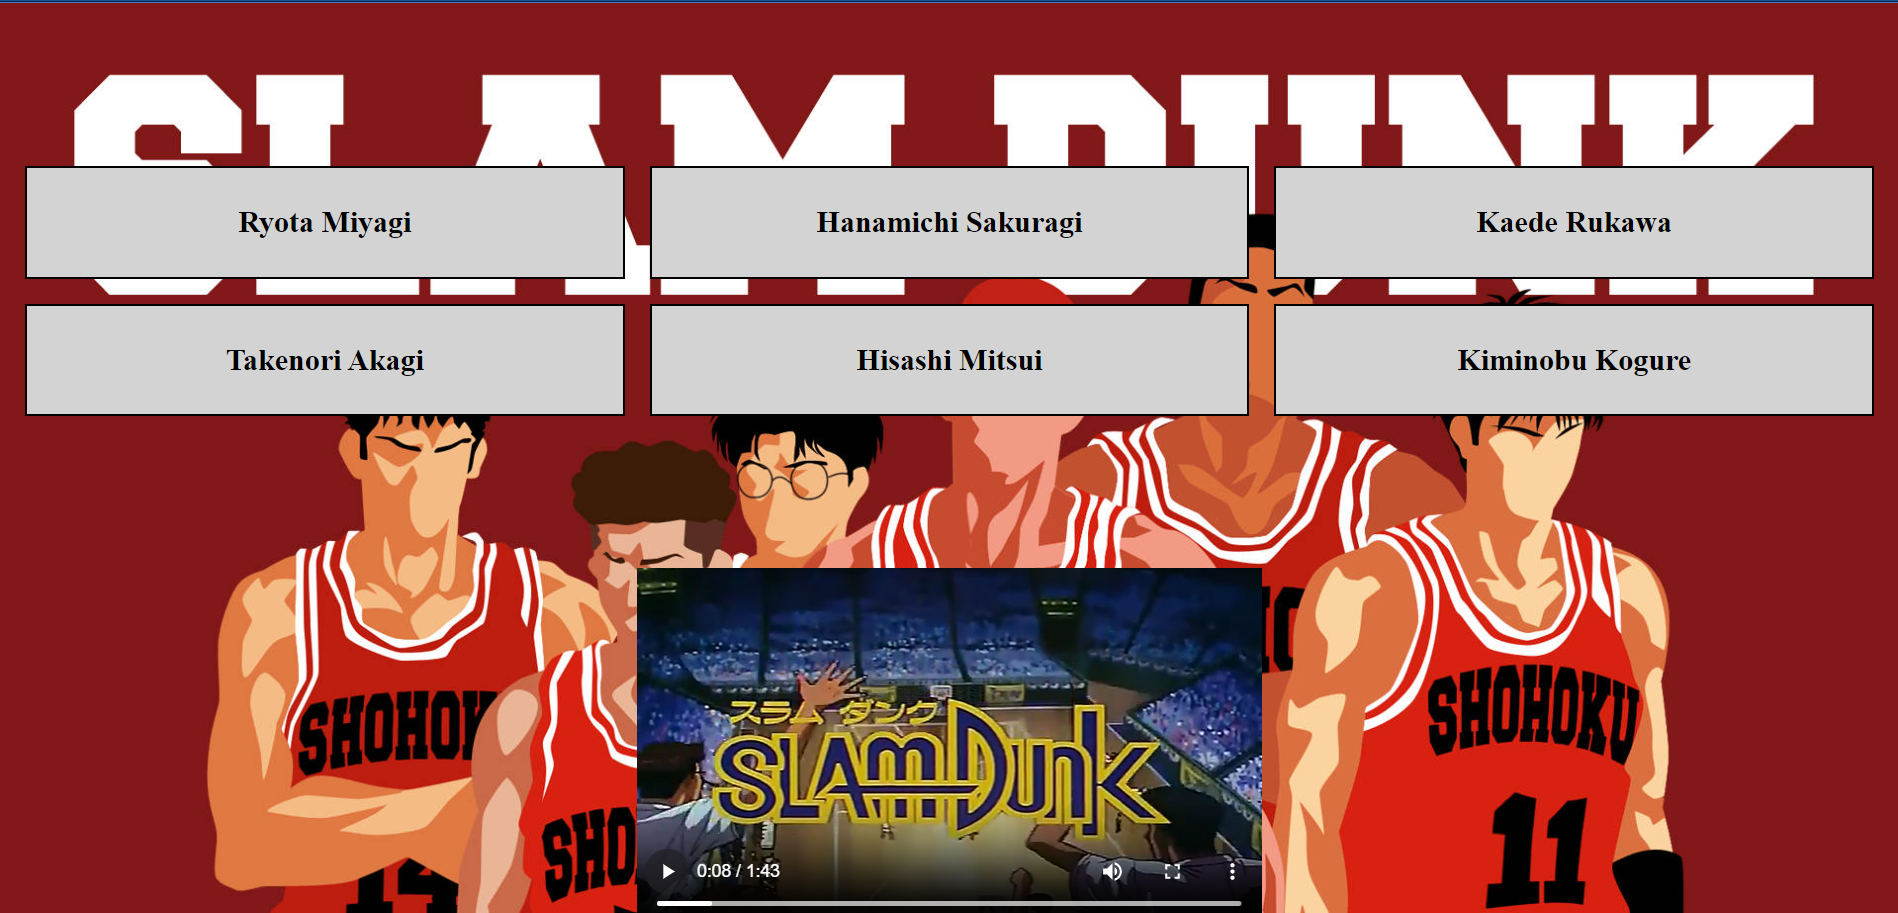 SLAM DUNK
Ryota Miyagi
Hanamichi Sakuragi
Kaede Rukawa
Takenori Akagi
Hisashi Mitsui
Kiminobu Kogure
SHOHOK
SHOHOKU
SHO
スラム ダンク
SLAM DUNK
11
14
0:08 / 1:43